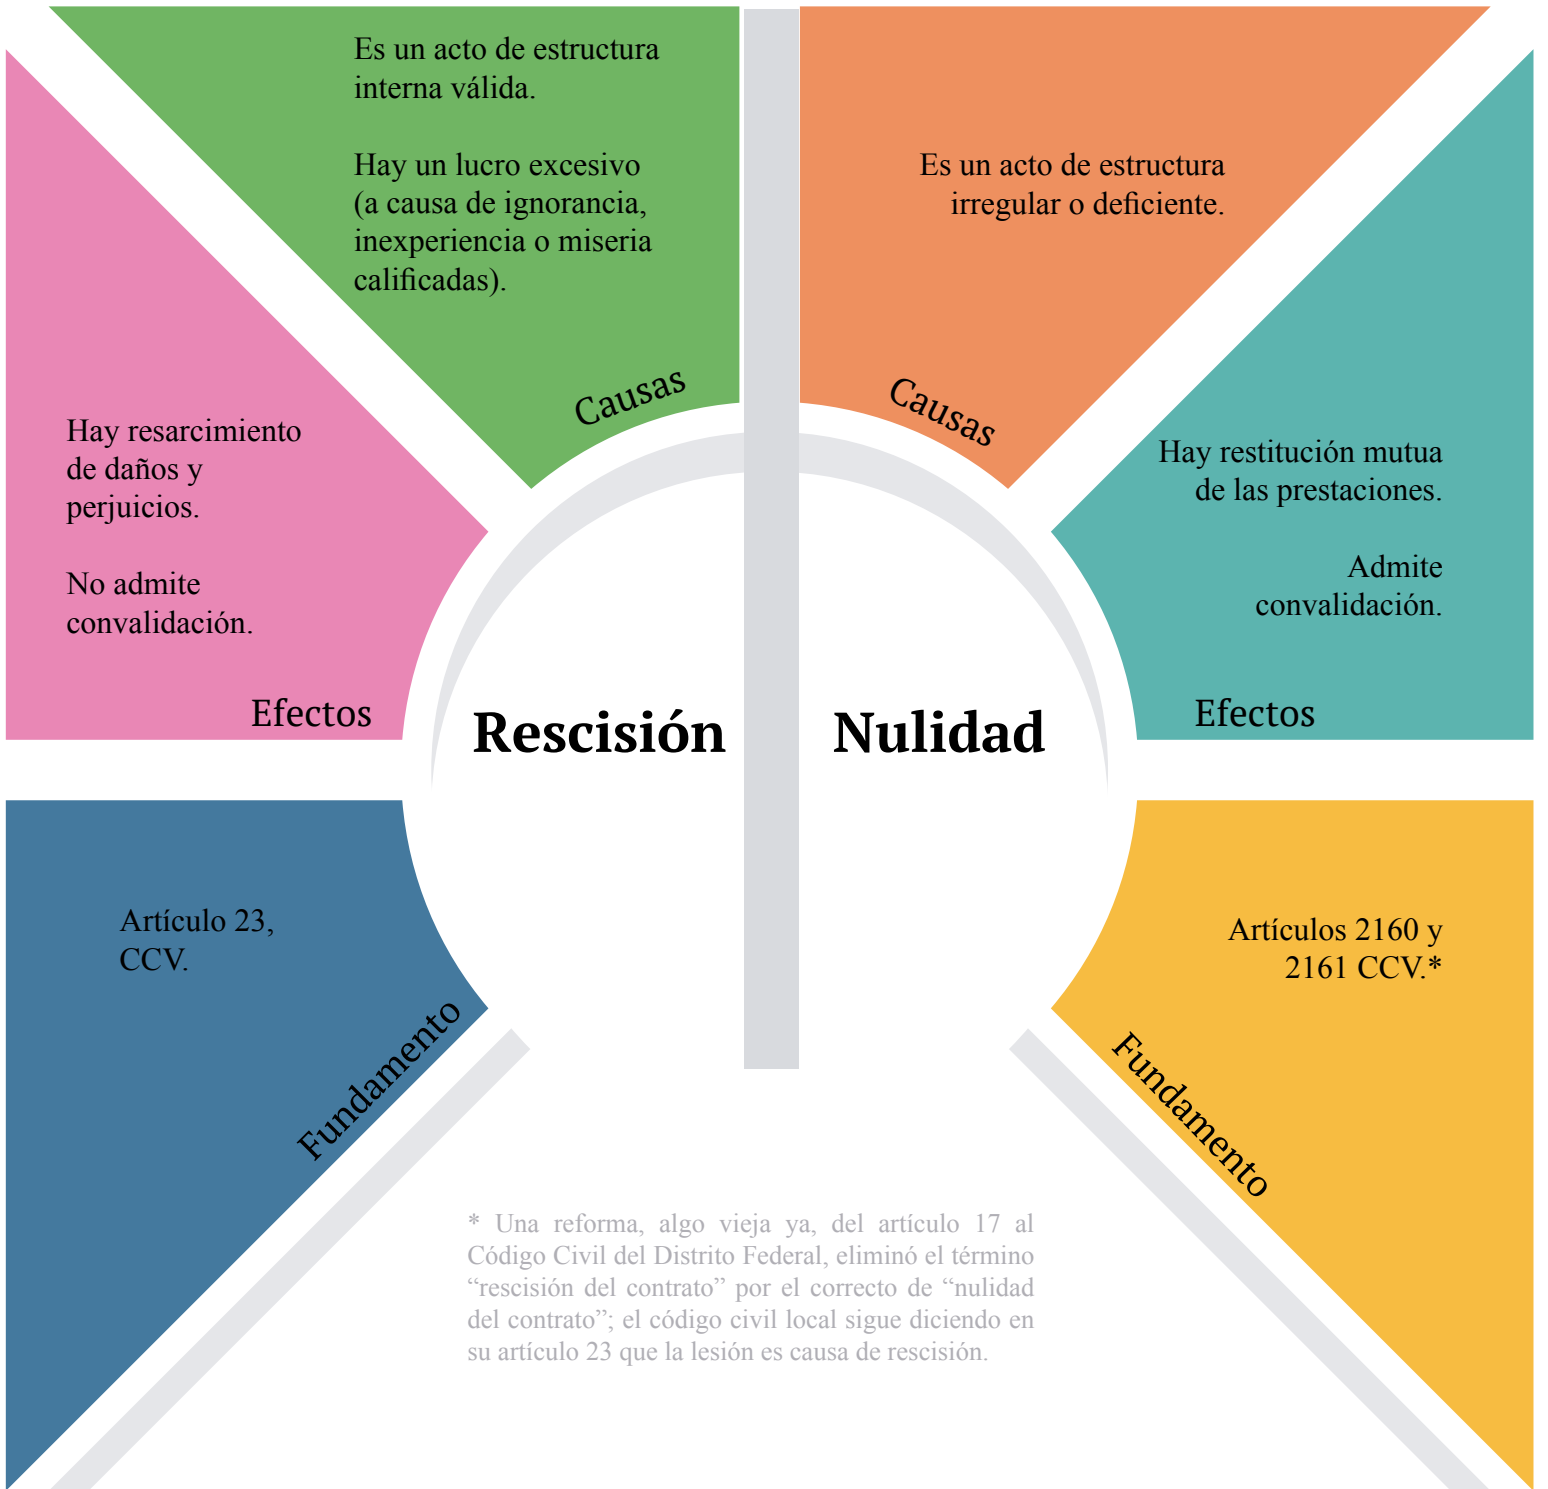 Es un acto de estructura
interna válida.
Hay un lucro excesivo
(a causa de ignorancia,
inexperiencia o miseria
calificadas).
Causas
Es un acto de estructura
irregular o deficiente.
Causas
Hay resarcimiento
de daños y
perjuicios.
No admite
convalidación.
Efectos
Hay restitución mutua
de las prestaciones.
Admite
convalidación.
Efectos
Rescisión
Nulidad
Artículo 23,
CCV.
Fundamento
Artículos 2160 y
2161 CCV.*
Fundamento
* Una reforma, algo vieja ya, del artículo 17 al
Código Civil del Distrito Federal, eliminó el término
“rescisión del contrato” por el correcto de “nulidad
del contrato”; el código civil local sigue diciendo en
su artículo 23 que la lesión es causa de rescisión.